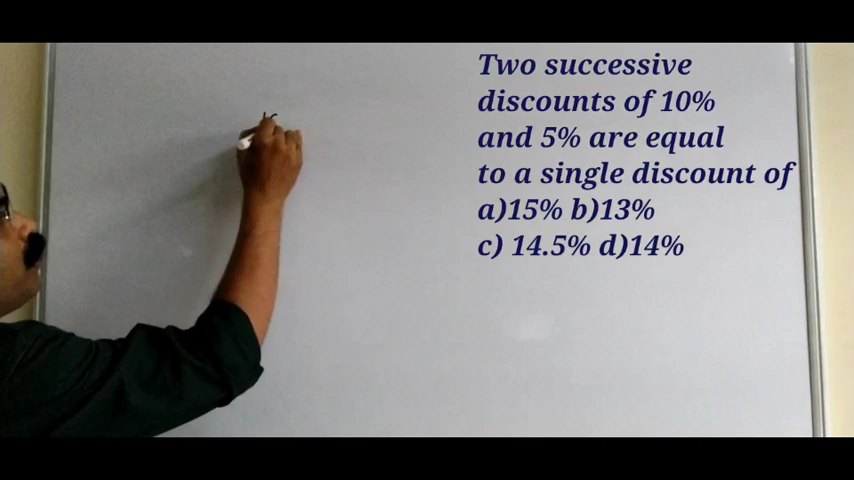 Two successive
discounts of 10%
and 5% are equal
to a single discount of
a)15% b)13%
c) 14.5% d)14%